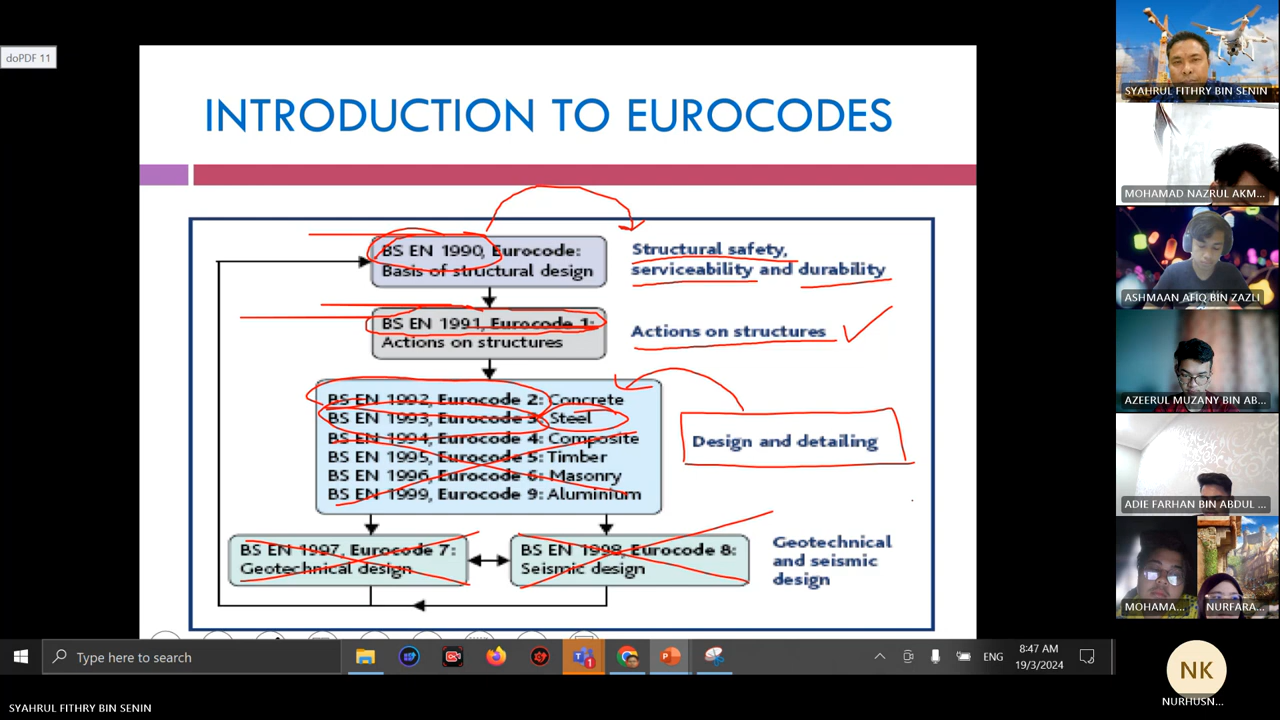 doPDF 11
INTRODUCTION TO EUROCODES
BS EN 1990, Eurocode:
Basis of structural design
Structural safety,
serviceability and durability
BS EN 1991, Eurocode 1:
Actions on structures
Actions on structures
BS EN 1992, Eurocode 2: Concrete
BS EN 1993, Eurocode 3: Steel
BS EN 1994, Eurocode 4: Composite
BS EN 1995, Eurocode 5: Timber
BS EN 1996, Eurocode 6: Masonry
BS EN 1999, Eurocode 9: Aluminium
Design and detailing
BS EN 1997, Eurocode 7:
Geotechnical design
BS EN 1998, Eurocode 8:
Seismic design
Geotechnical
and seismic
design
SYAHRUL FITHRY BIN SENIN
MOHAMAD NAZRUL AKM...
ASHMAAN AFIQ BIN ZAZLI
AZEERUL MUZANY BIN AB...
ADIE FARHAN BIN ABDUL ...
MOHAMA...
NURFARA...
NK
NURHUSN...
Type here to search
1
ENG
8:47 AM
19/3/2024
SYAHRUL FITHRY BIN SENIN